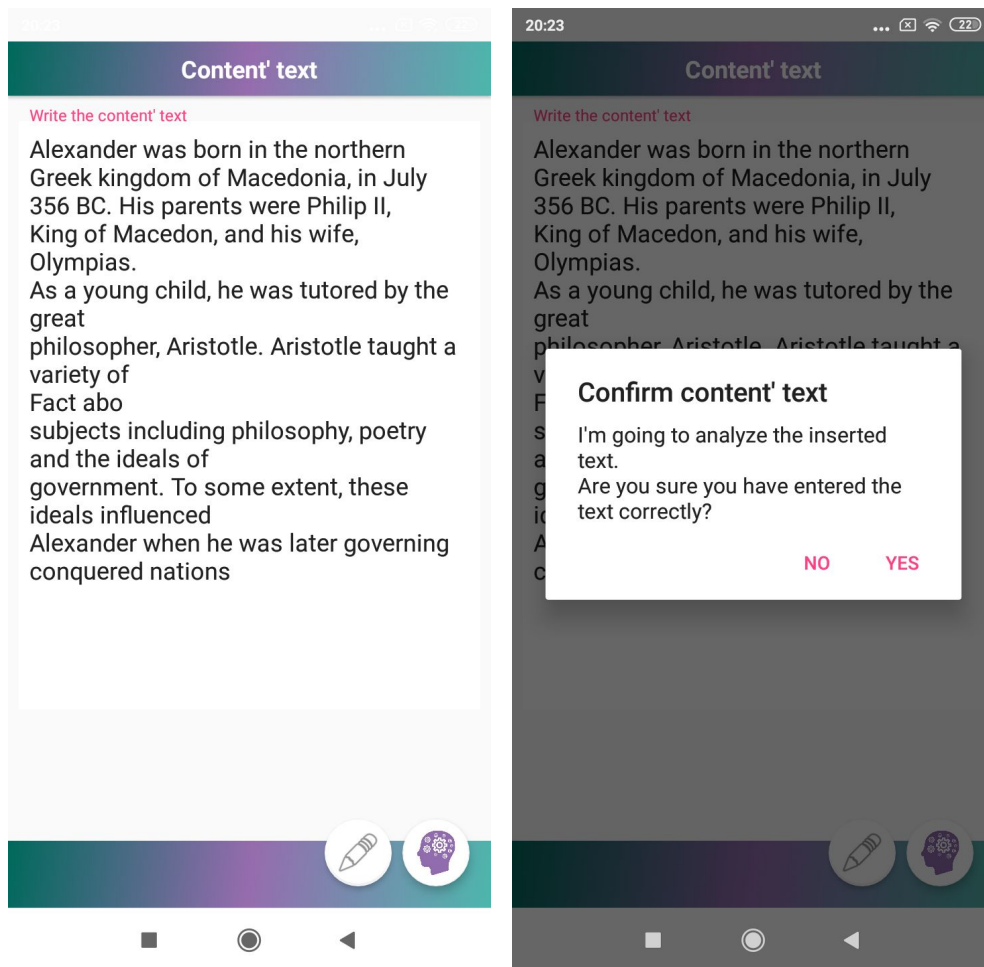 Content' text
Write the content' text
Alexander was born in the northern
Greek kingdom of Macedonia, in July
356 BC. His parents were Philip II,
King of Macedon, and his wife,
Olympias.
As a young child, he was tutored by the
great
philosopher, Aristotle. Aristotle taught a
variety of
Fact abo
subjects including philosophy, poetry
and the ideals of
government. To some extent, these
ideals influenced
Alexander when he was later governing
conquered nations
20:23
22
Content' text
Write the content' text
Alexander was born in the northern
Greek kingdom of Macedonia, in July
356 BC. His parents were Philip II,
King of Macedon, and his wife,
Olympias.
As a young child, he was tutored by the
great
philosopher, Aristotle. Aristotle taught a
Confirm content' text
I'm going to analyze the inserted
text.
Are you sure you have entered the
text correctly?
NO YES